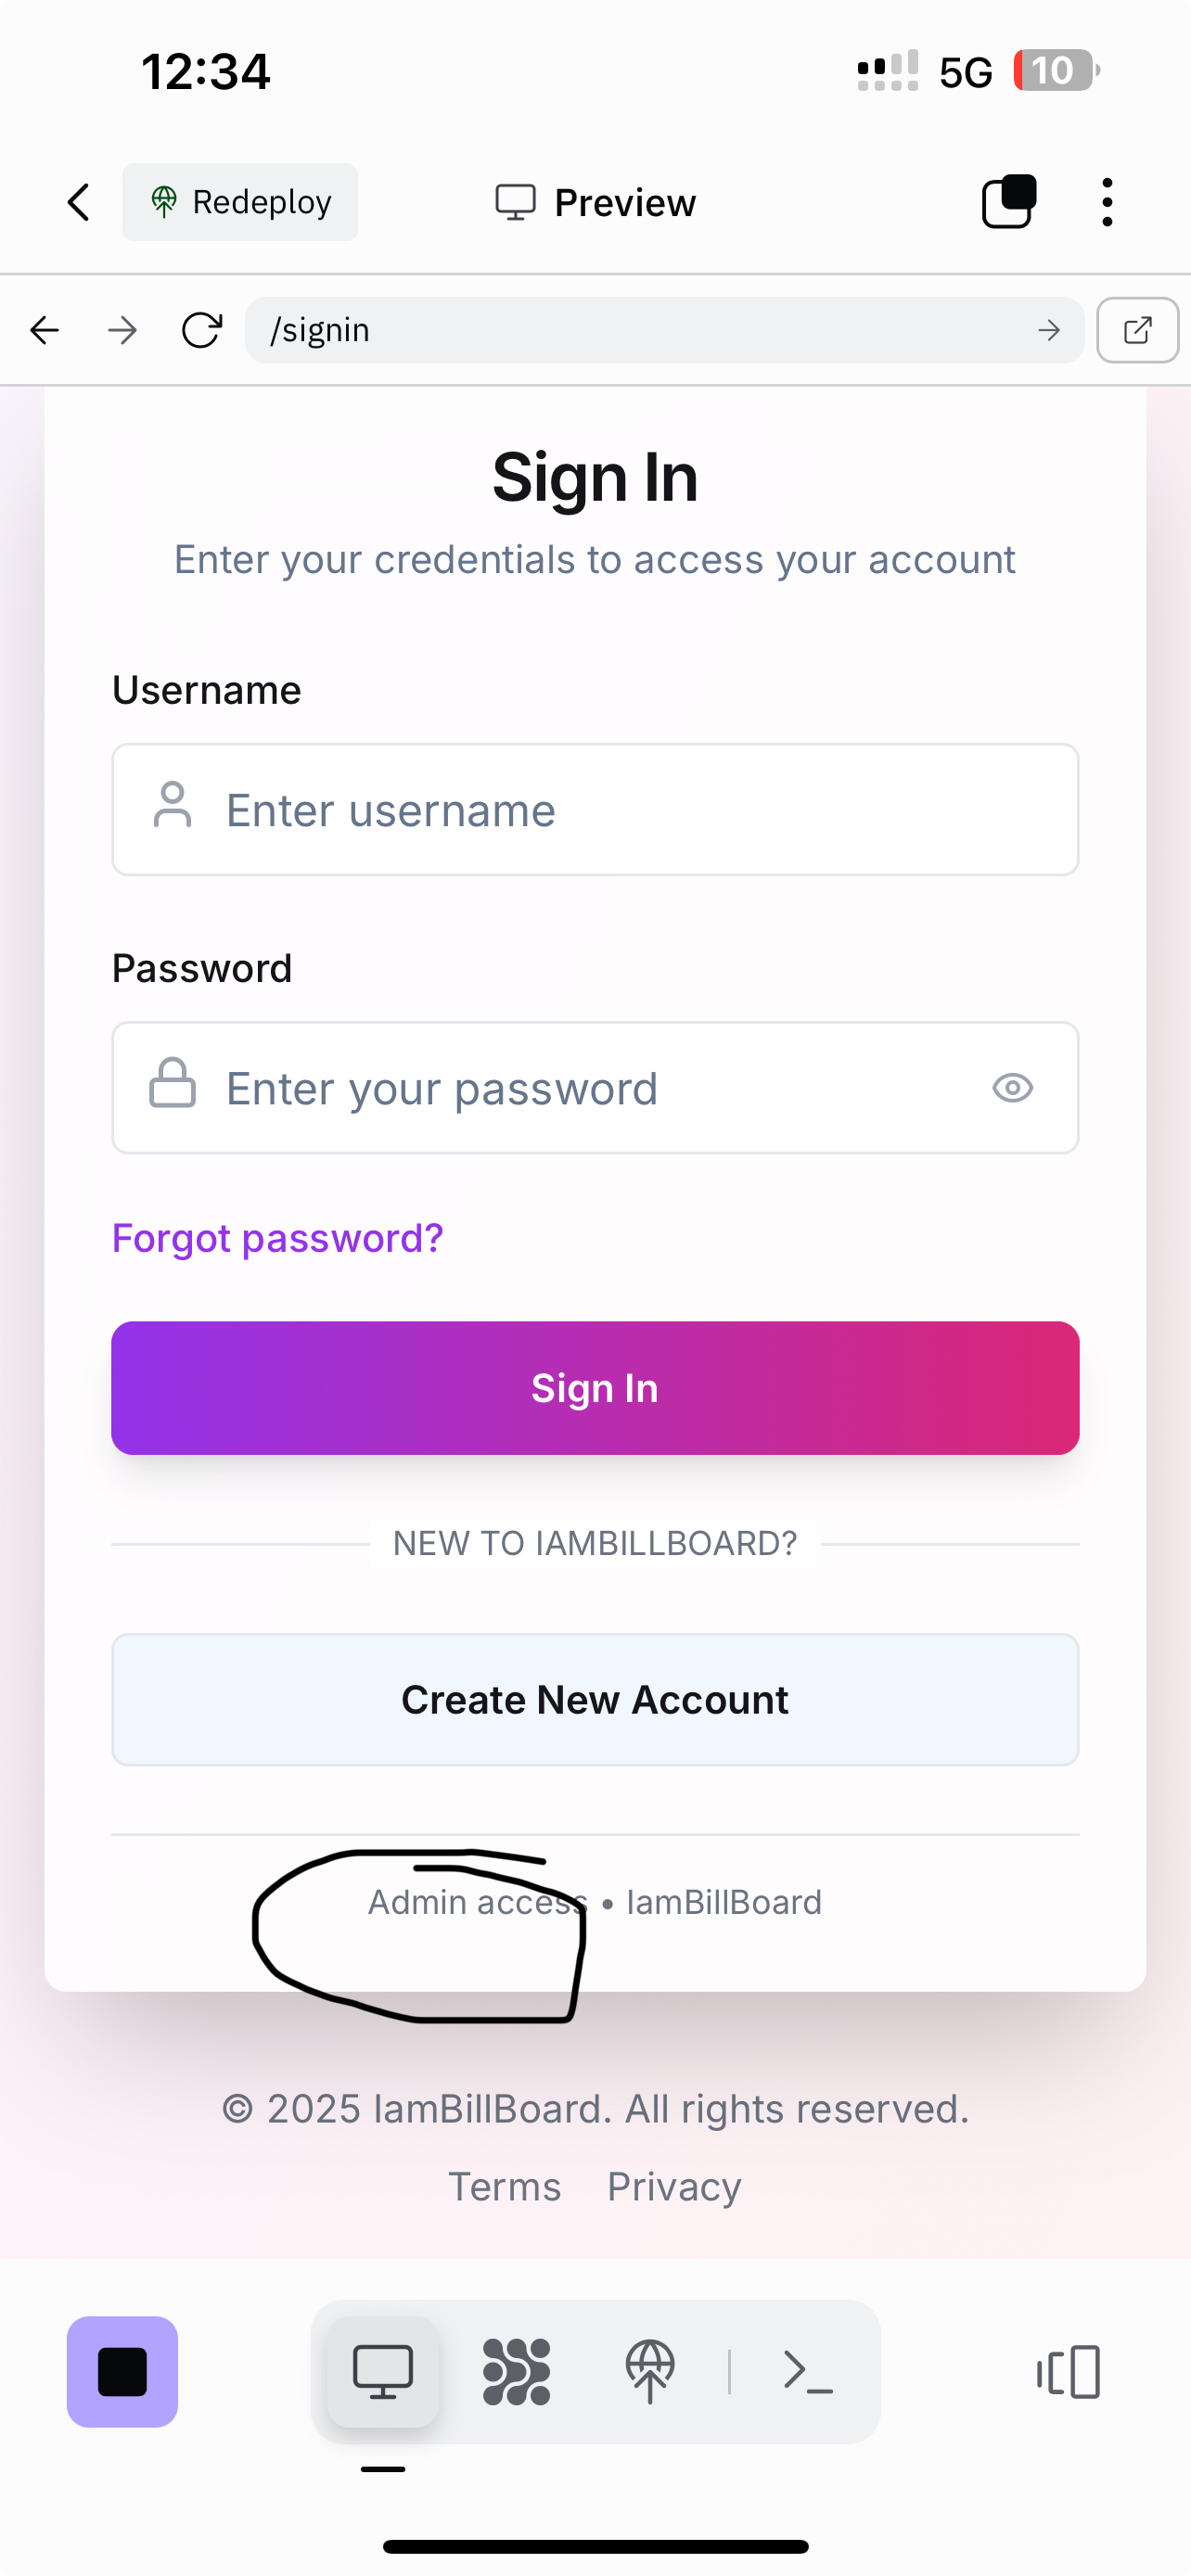 12:34 5G 10
Redeploy Preview
/signin
Sign In
Enter your credentials to access your account
Username
Enter username
Password
Enter your password
Forgot password?
Sign In
NEW TO IAMBILLBOARD?
Create New Account
Admin access • IamBillBoard
© 2025 IamBillBoard. All rights reserved.
Terms Privacy